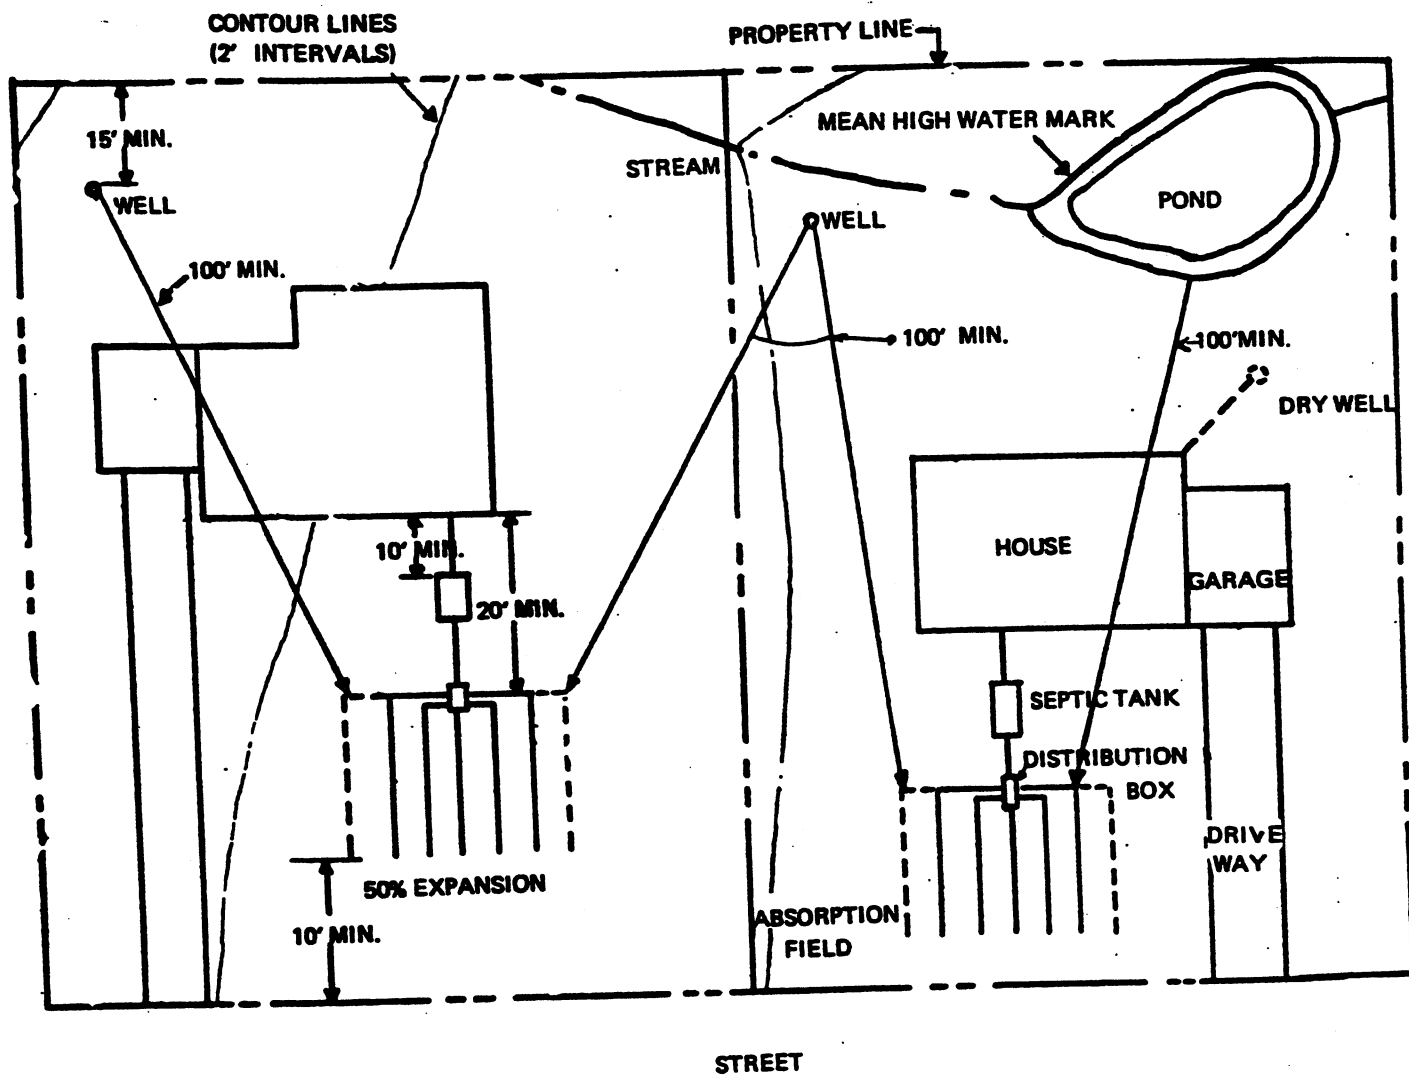 CONTOUR LINES
(2' INTERVALS)
PROPERTY LINE
15' MIN.
MEAN HIGH WATER MARK
STREAM
WELL
WELL
POND
100' MIN.
100' MIN.
100' MIN.
DRY WELL
10' MIN.
HOUSE
GARAGE
20' MIN.
SEPTIC TANK
DISTRIBUTION
BOX
DRIVE
WAY
50% EXPANSION
ABSORPTION
FIELD
10' MIN.
STREET